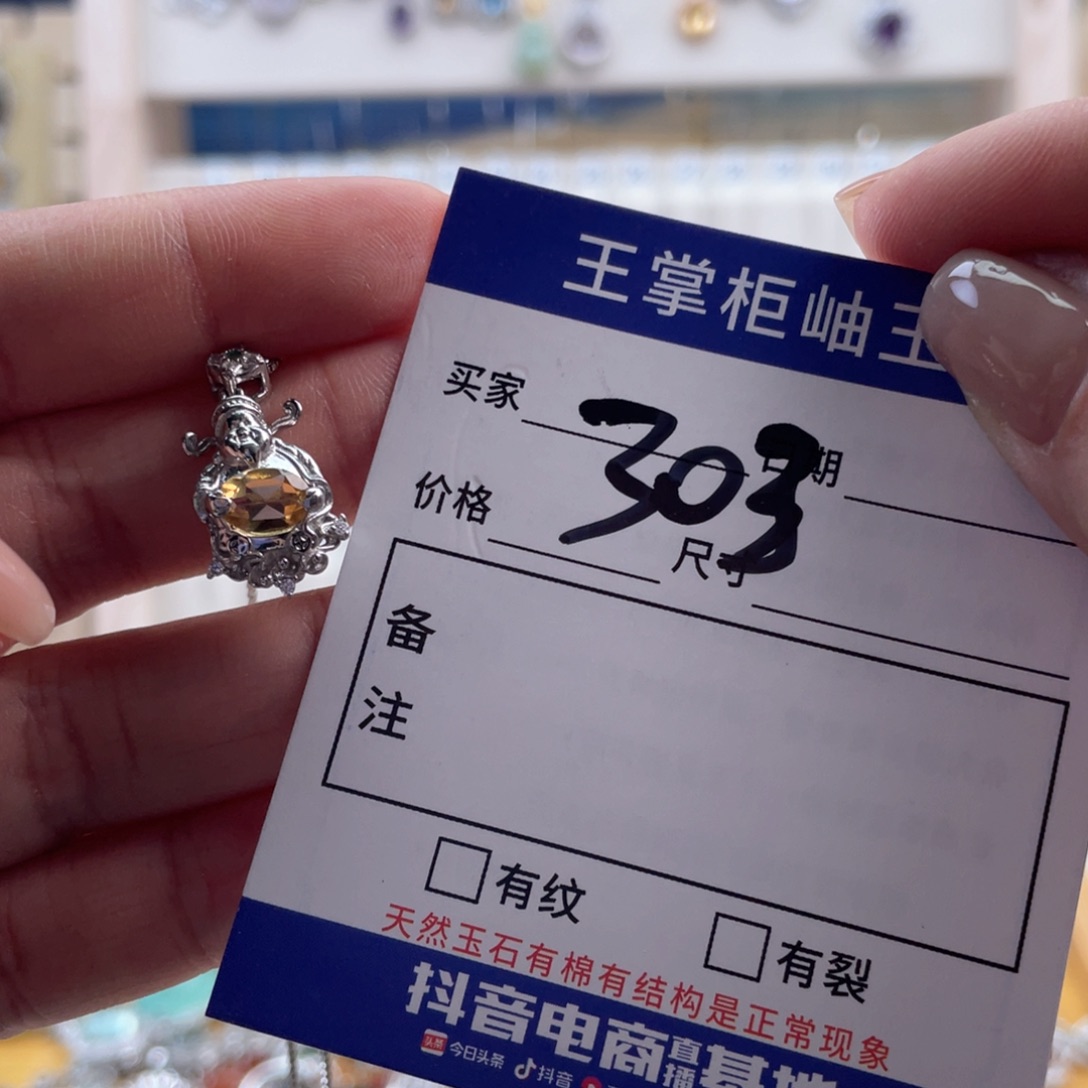 王掌柜岫玉
买家 日期
303
价格 尺寸
备
注
有纹 有裂
天然玉石有棉有结构是正常现象
抖音电商直播基地
头条 今日头条 抖音